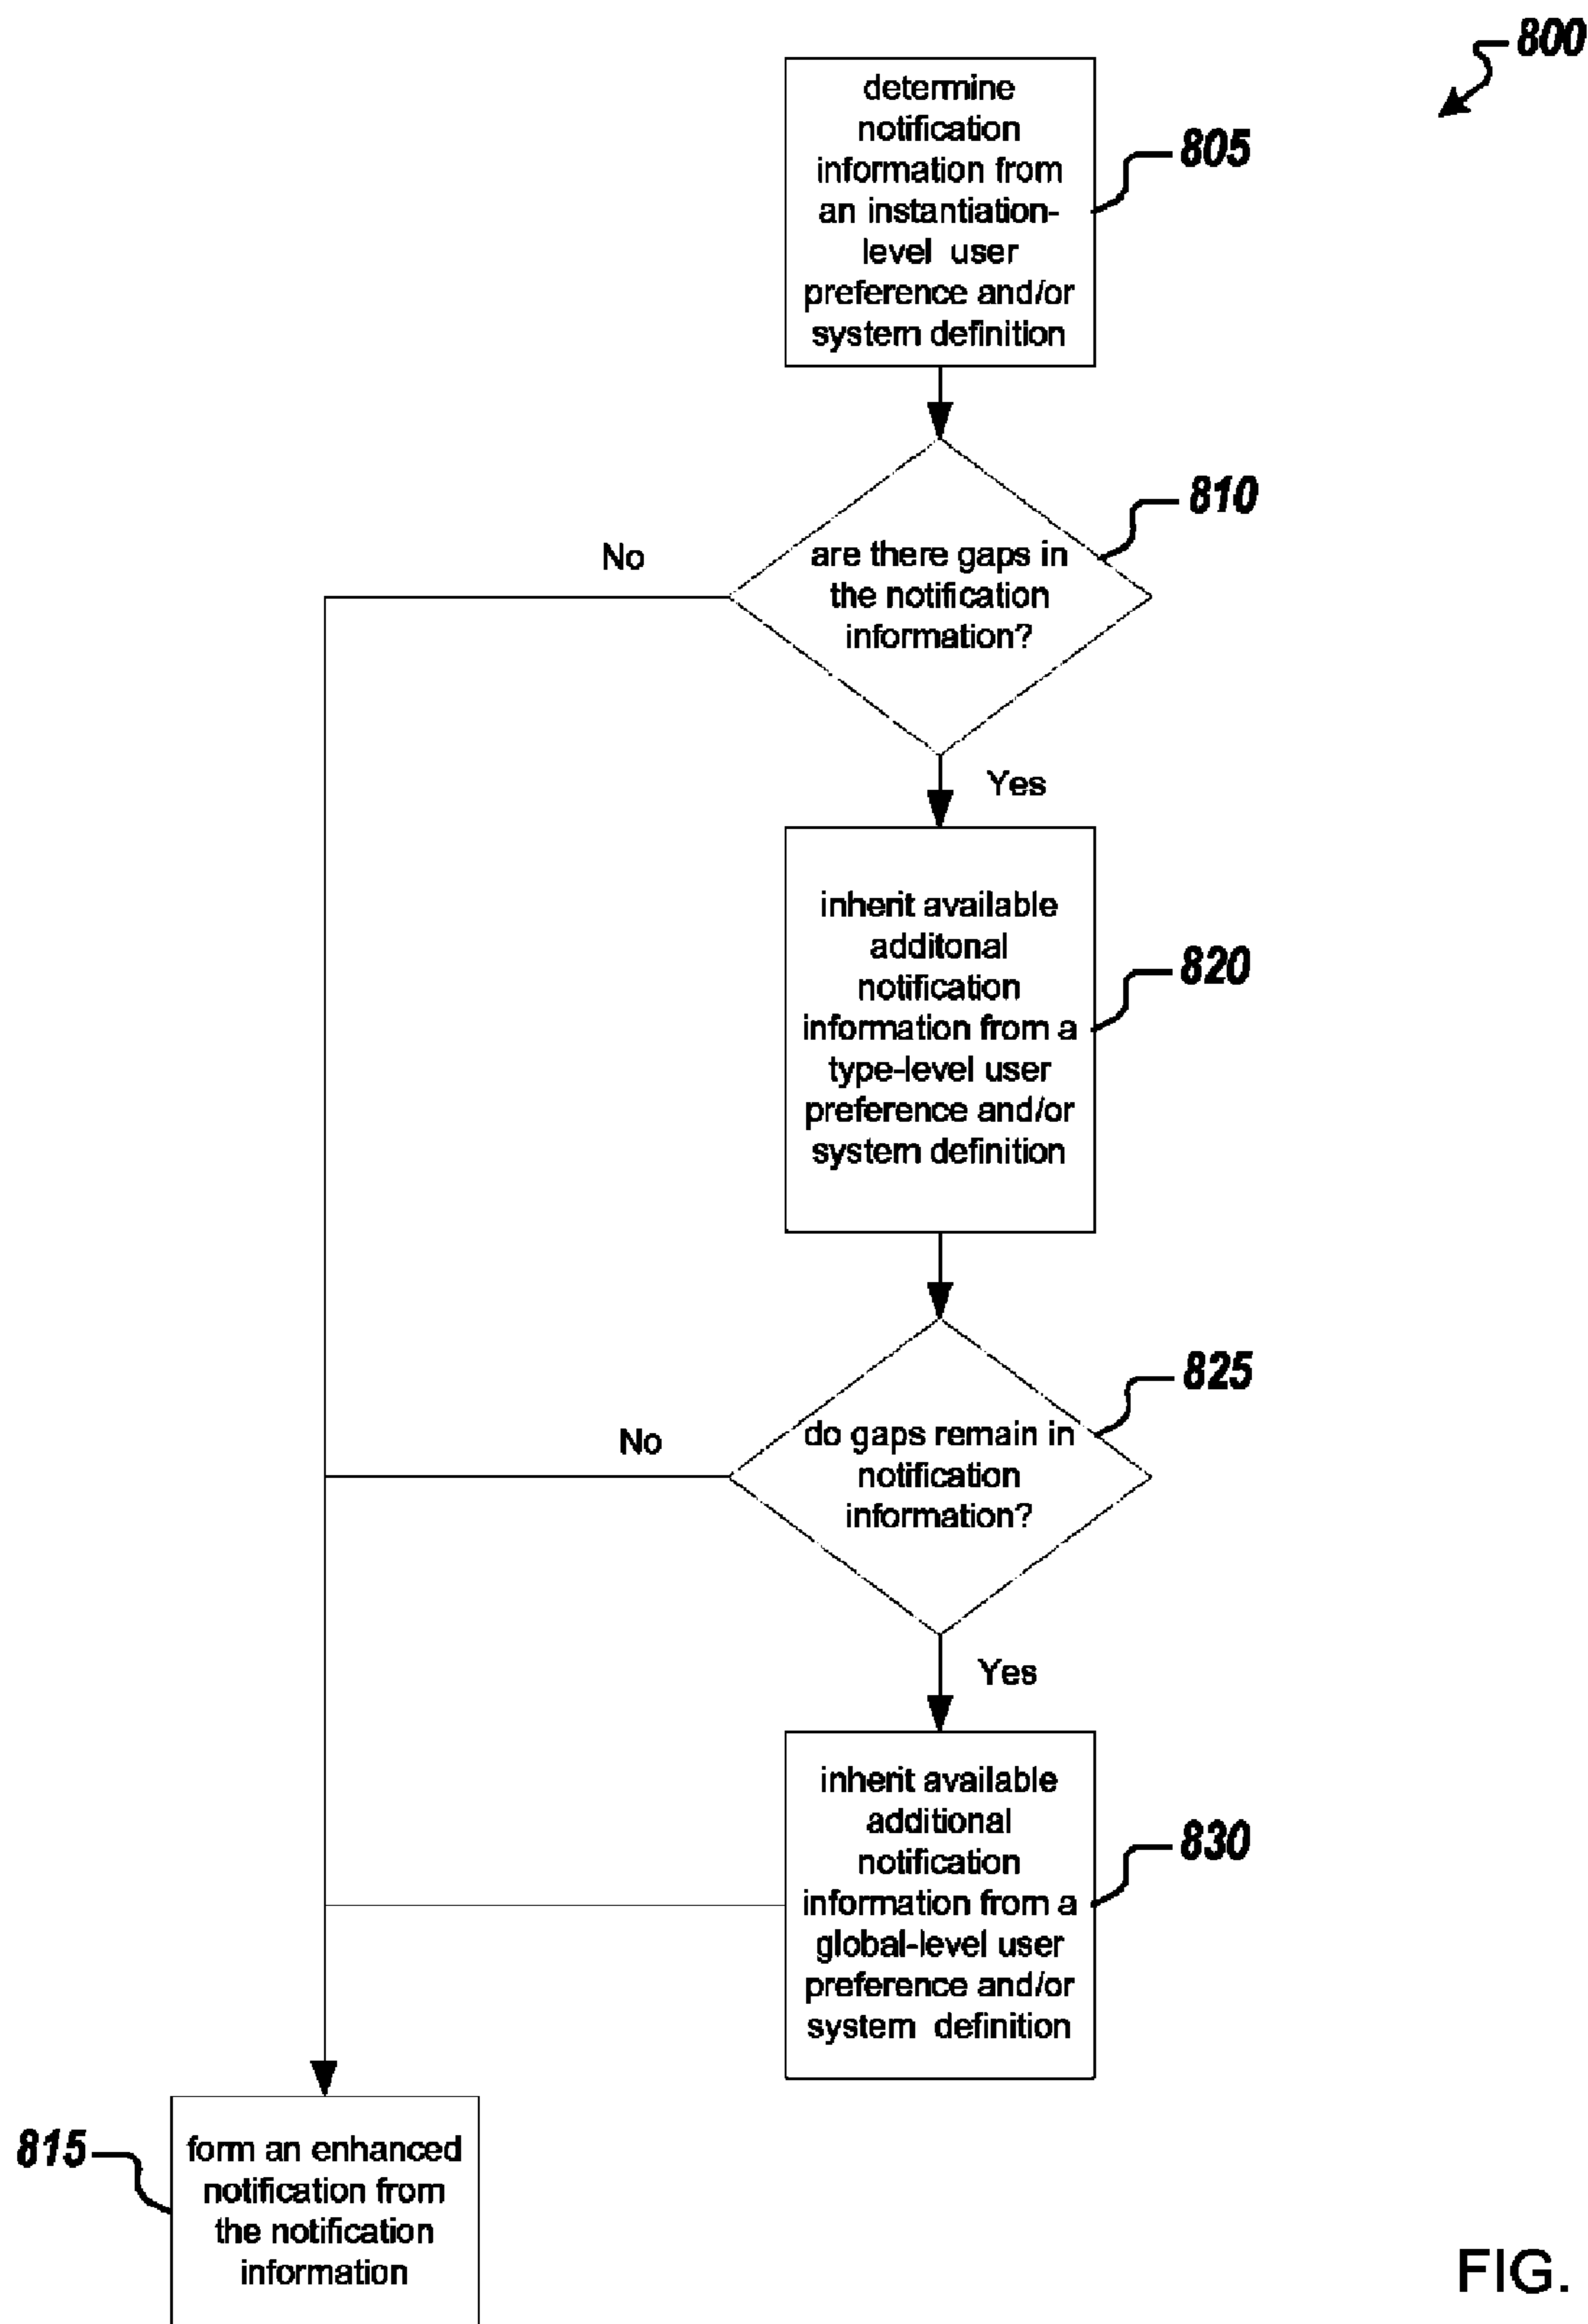 800
determine
notification
information from
an instantiation-
level user
preference and/or
system definition
805
810
are there gaps in
the notification
information?
No
Yes
inherit available
additonal
notification
information from a
type-level user
preference and/or
system definition
820
825
do gaps remain in
notification
information?
No
Yes
inherit available
additional
notification
information from a
global-level user
preference and/or
system definition
830
815
form an enhanced
notification from
the notification
information
FIG.